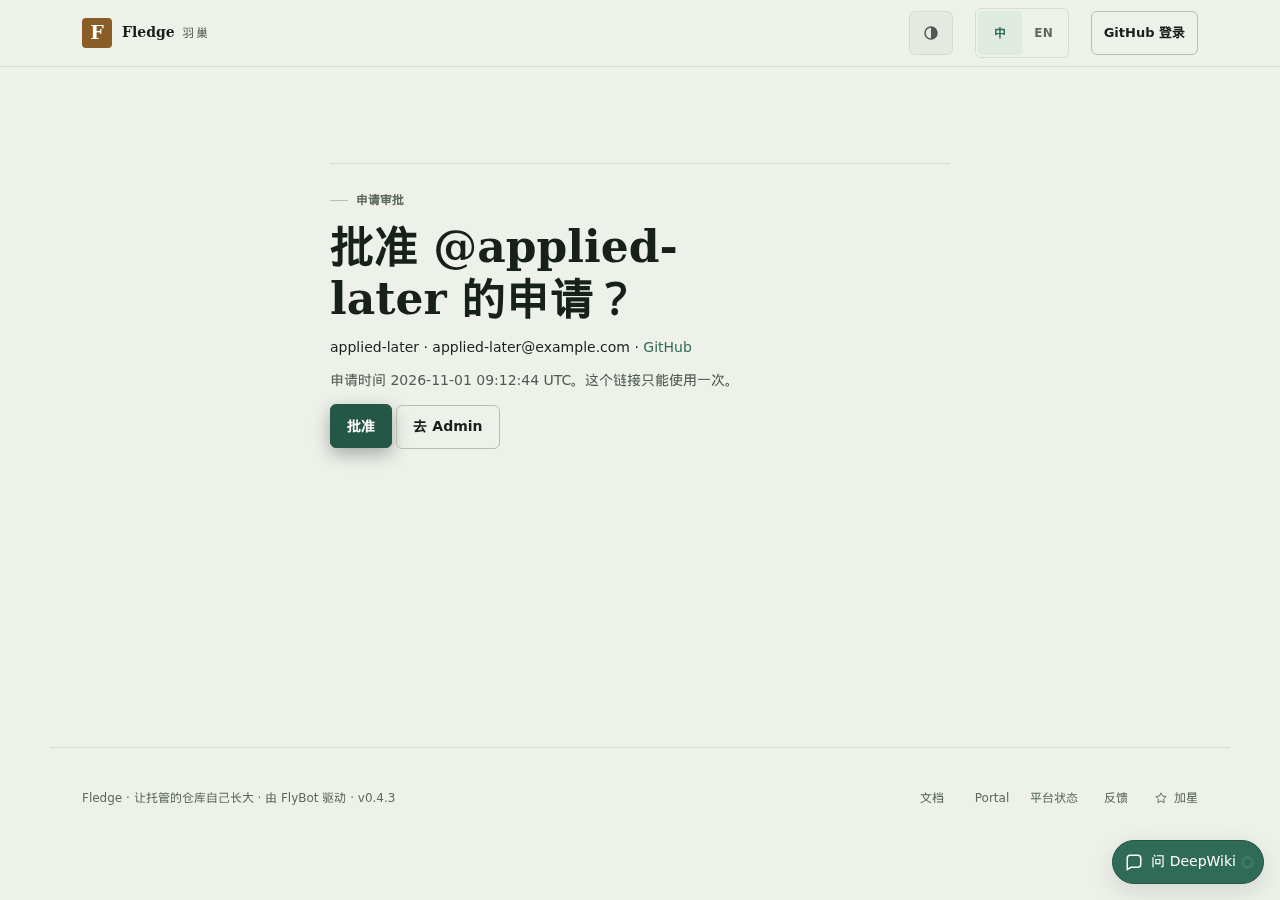 F Fledge 羽巢
中 EN GitHub 登录
申请审批
批准 @applied-
later 的申请？
applied-later · applied-later@example.com · GitHub
申请时间 2026-11-01 09:12:44 UTC。这个链接只能使用一次。
批准 去 Admin
Fledge · 让托管的仓库自己长大 · 由 FlyBot 驱动 · v0.4.3
文档 Portal 平台状态 反馈 加星
问 DeepWiki